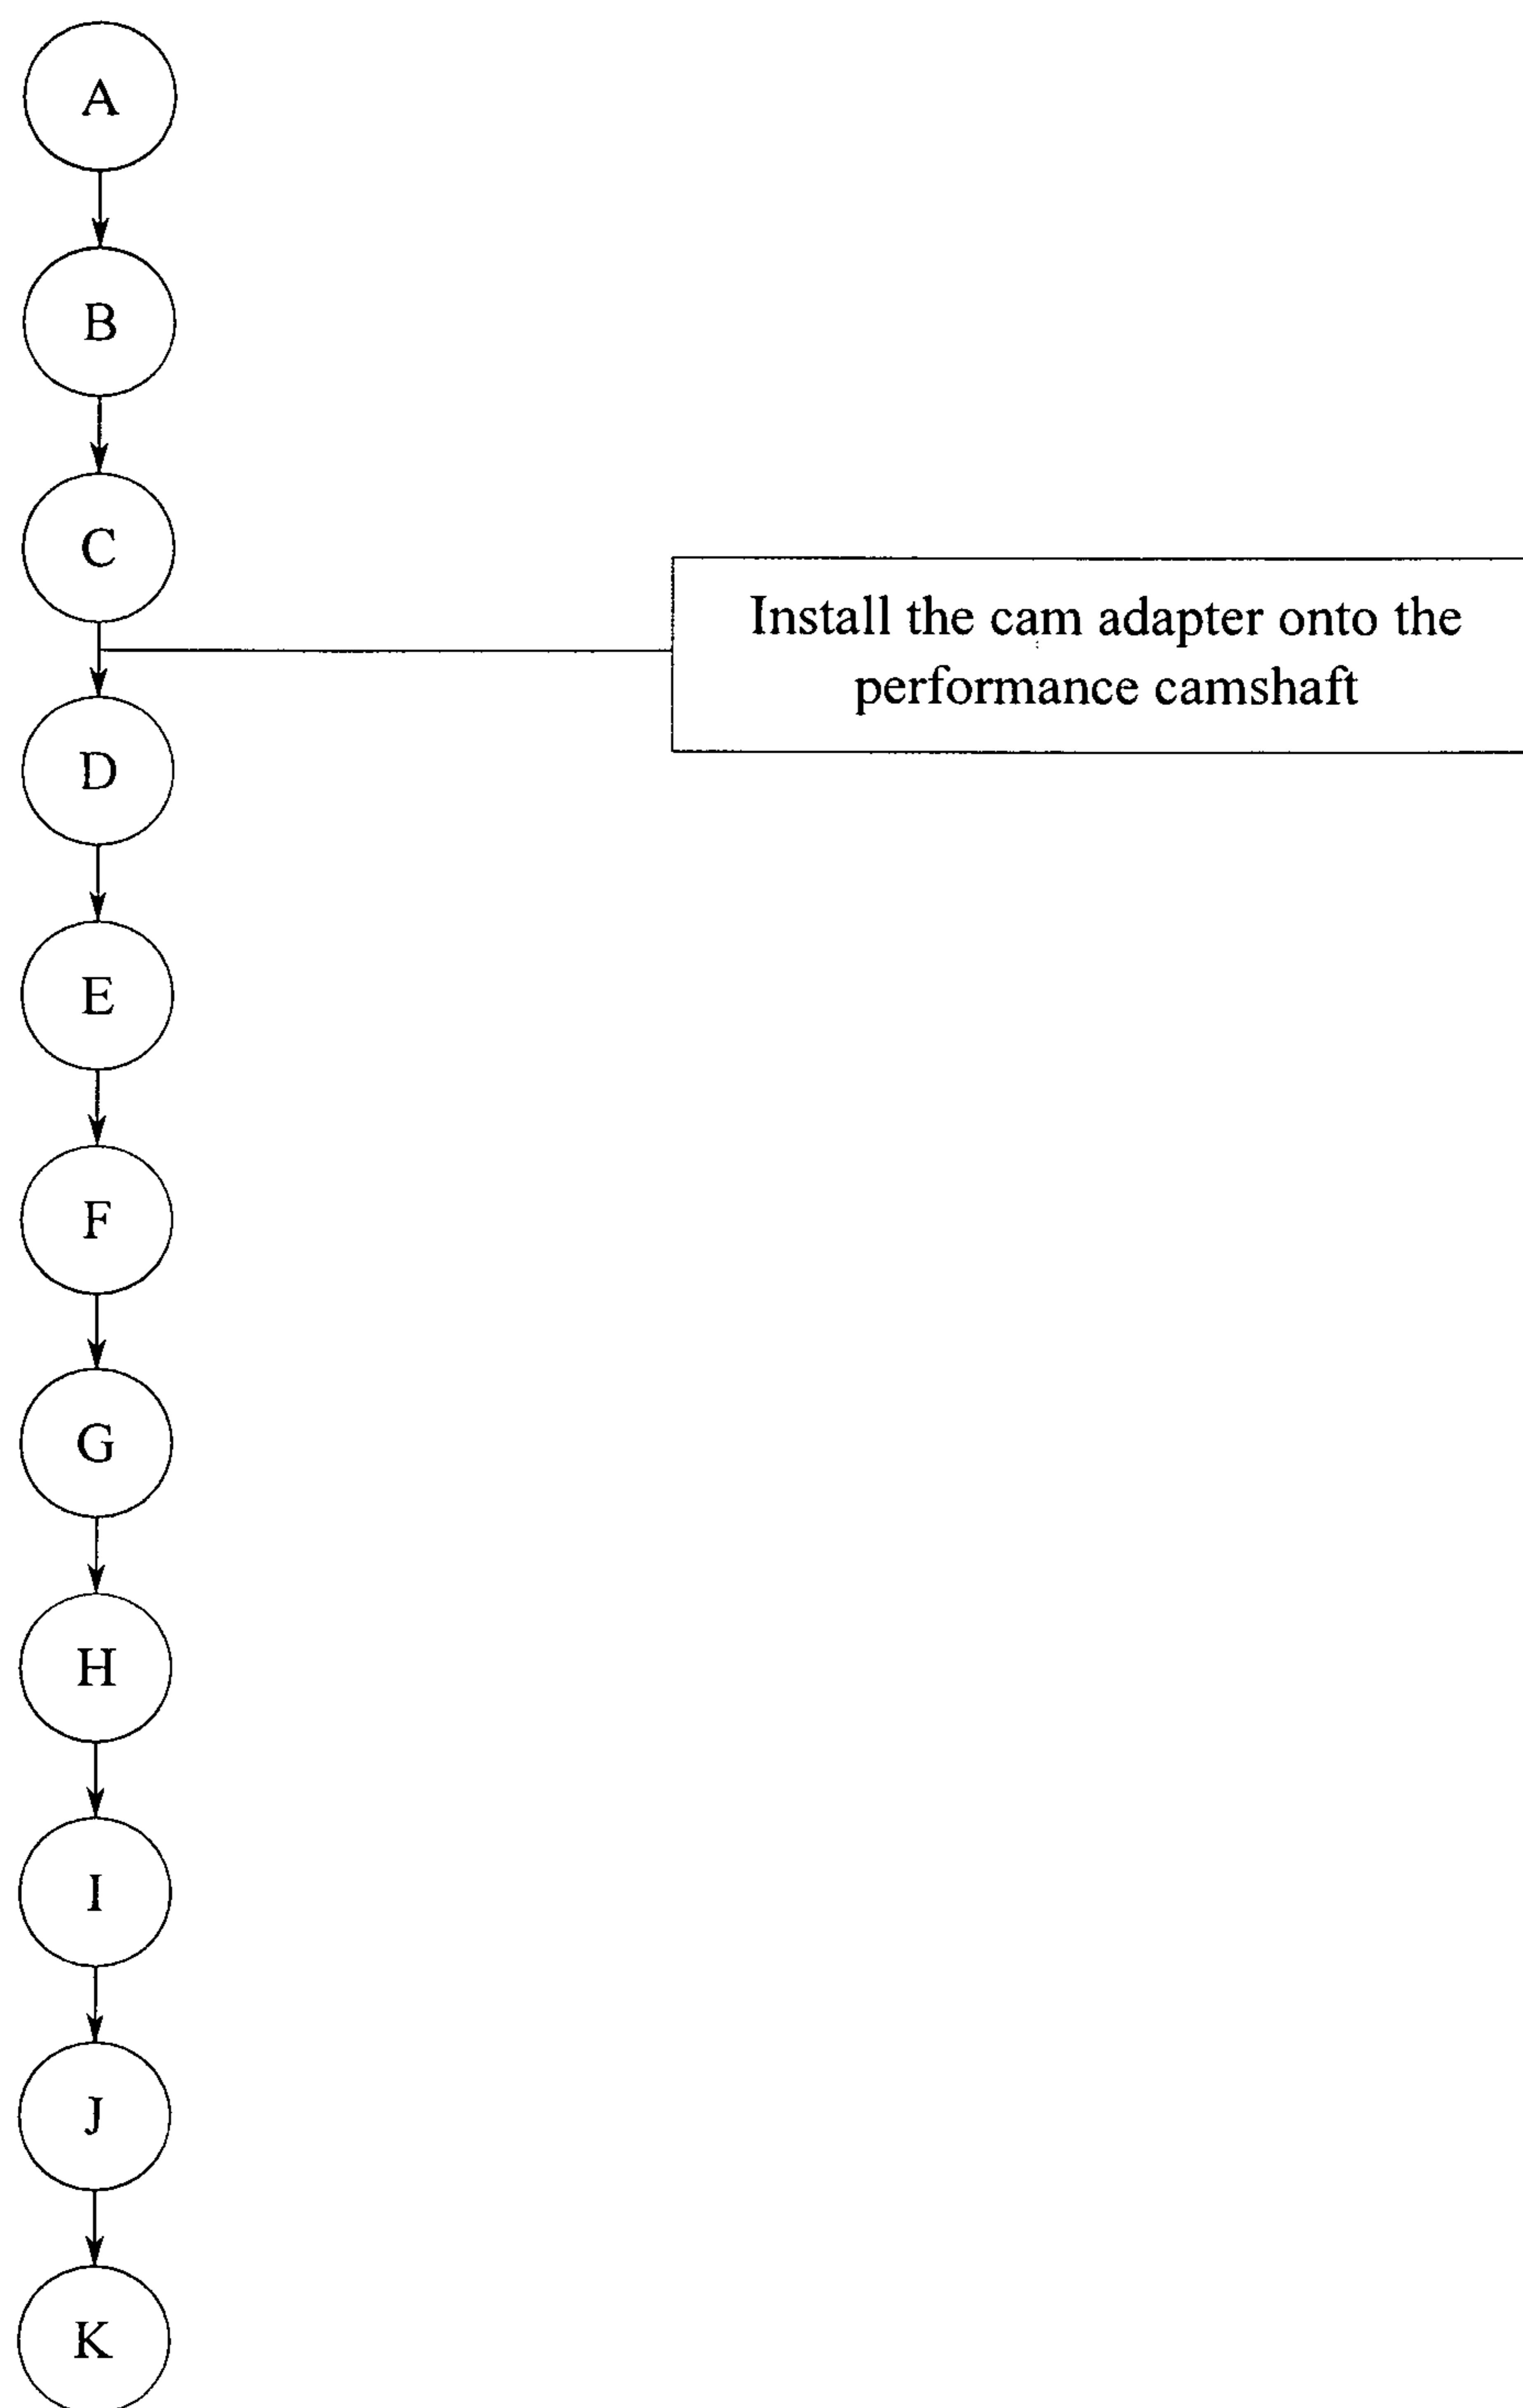 A
B
C
Install the cam adapter onto the
performance camshaft
D
E
F
G
H
I
J
K